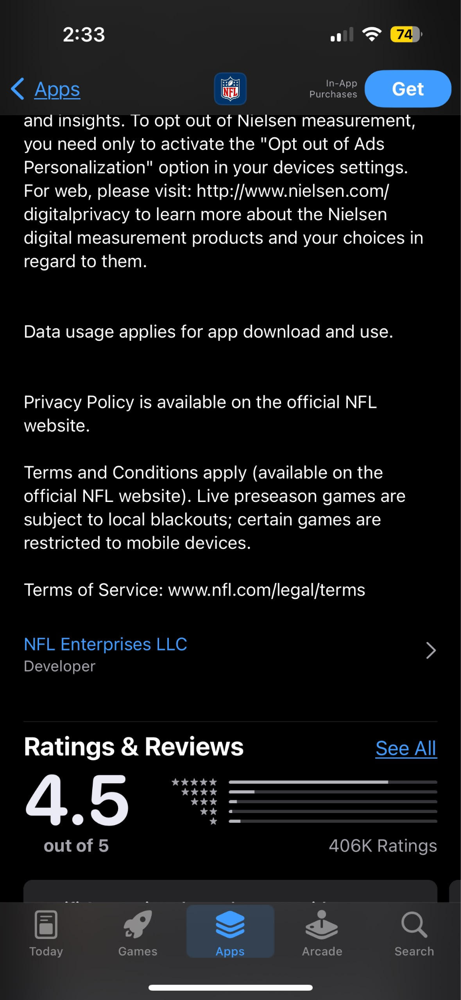 2:33
74
Apps
NFL
In-App
Purchases
Get
and insights. To opt out of Nielsen measurement,
you need only to activate the "Opt out of Ads
Personalization" option in your devices settings.
For web, please visit: http://www.nielsen.com/
digitalprivacy to learn more about the Nielsen
digital measurement products and your choices in
regard to them.
Data usage applies for app download and use.
Privacy Policy is available on the official NFL
website.
Terms and Conditions apply (available on the
official NFL website). Live preseason games are
subject to local blackouts; certain games are
restricted to mobile devices.
Terms of Service: www.nfl.com/legal/terms
NFL Enterprises LLC
Developer
Ratings & Reviews
See All
4.5
out of 5
406K Ratings
Today
Games
Apps
Arcade
Search